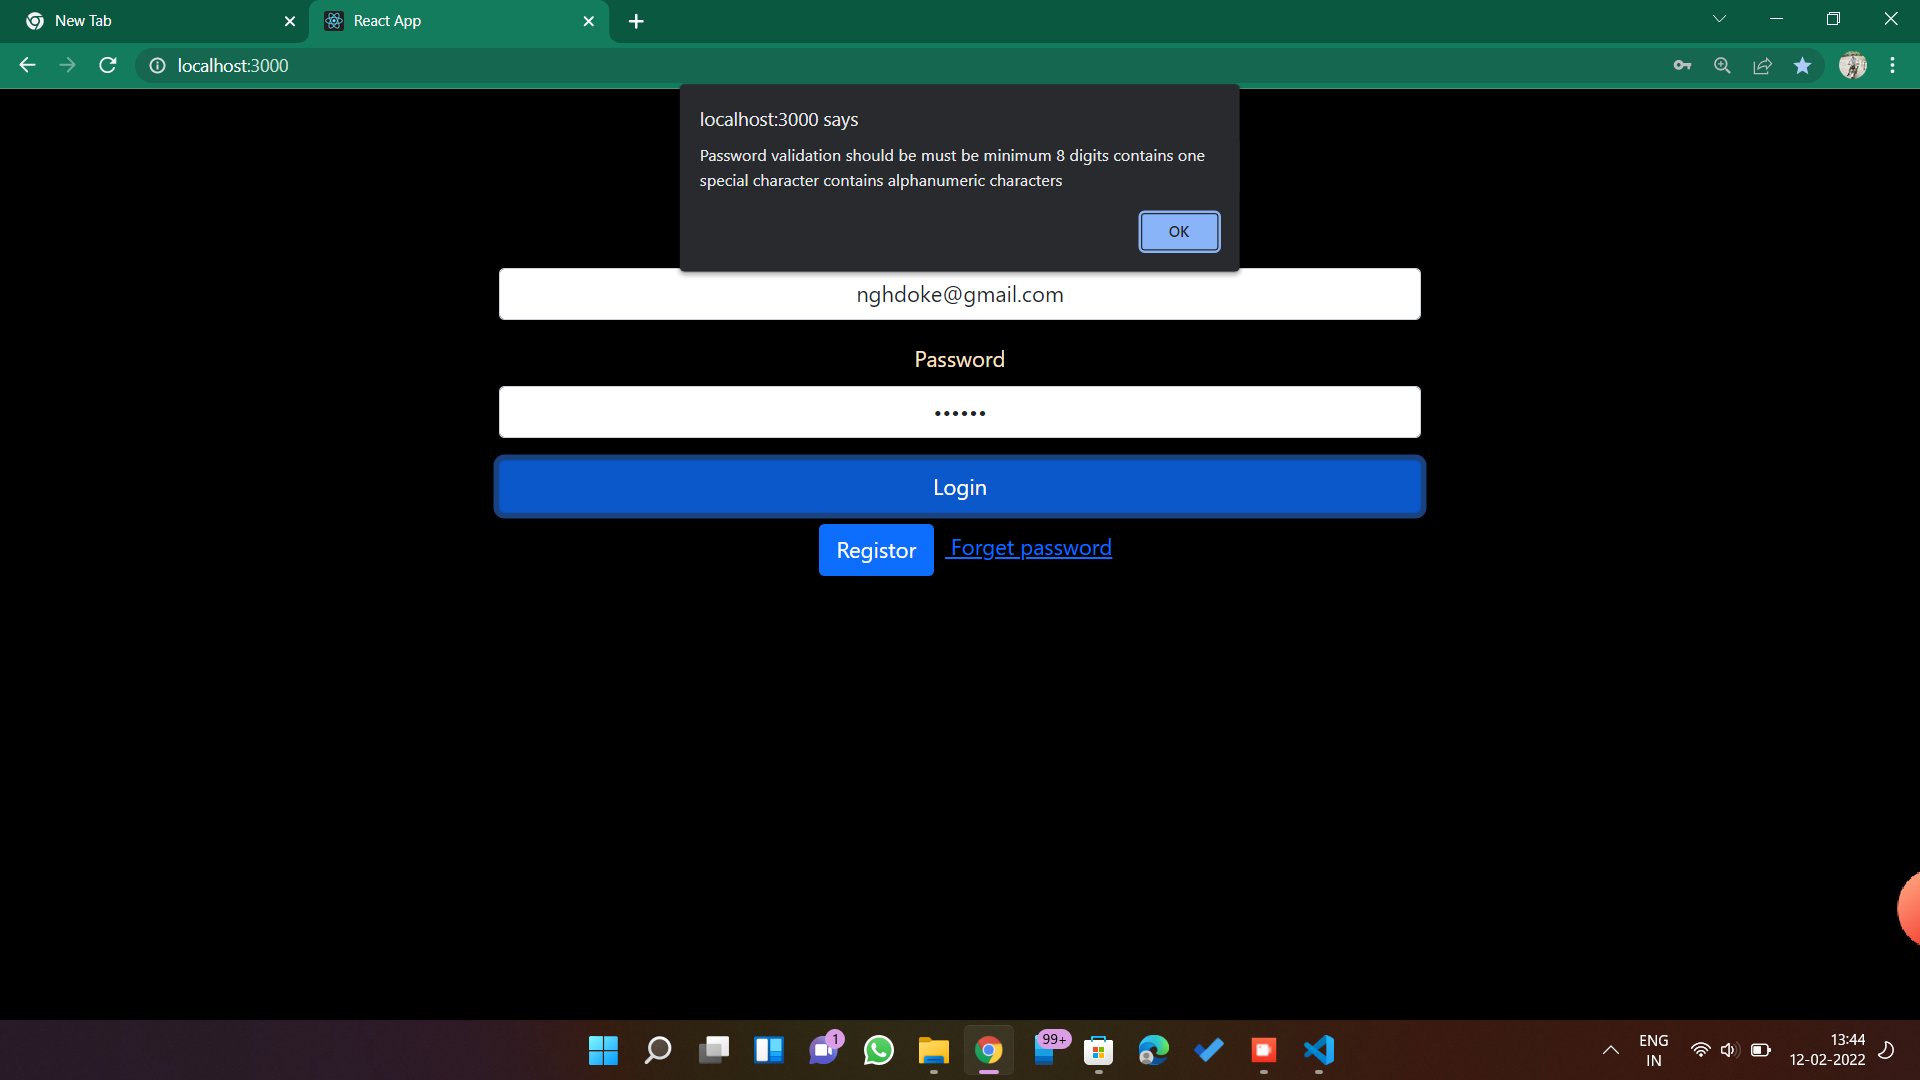 New Tab
React App
localhost:3000
localhost:3000 says
Password validation should be must be minimum 8 digits contains one
special character contains alphanumeric characters
OK
nghdoke@gmail.com
Password
••••••
Login
Registor
Forget password
1
99+
ENG
IN
13:44
12-02-2022